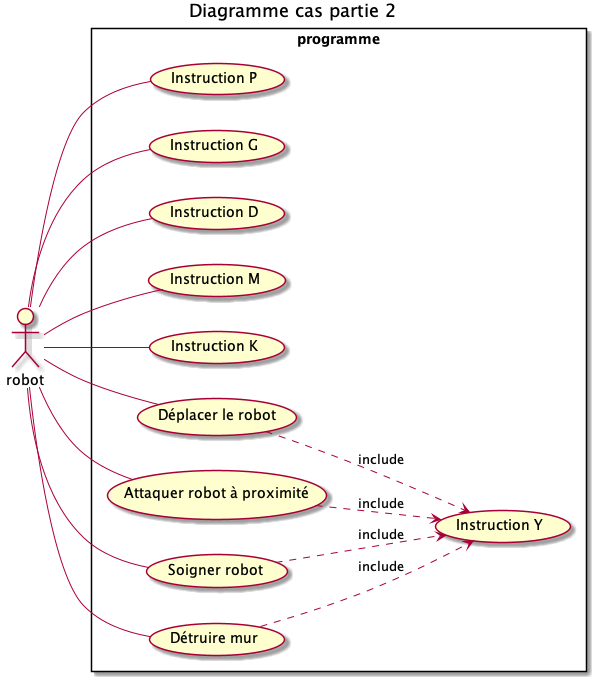 Diagramme cas partie 2
programme
Instruction P
Instruction G
Instruction D
Instruction M
Instruction K
robot
Déplacer le robot
include
Attaquer robot à proximité
include
Instruction Y
include
Soigner robot
include
Détruire mur